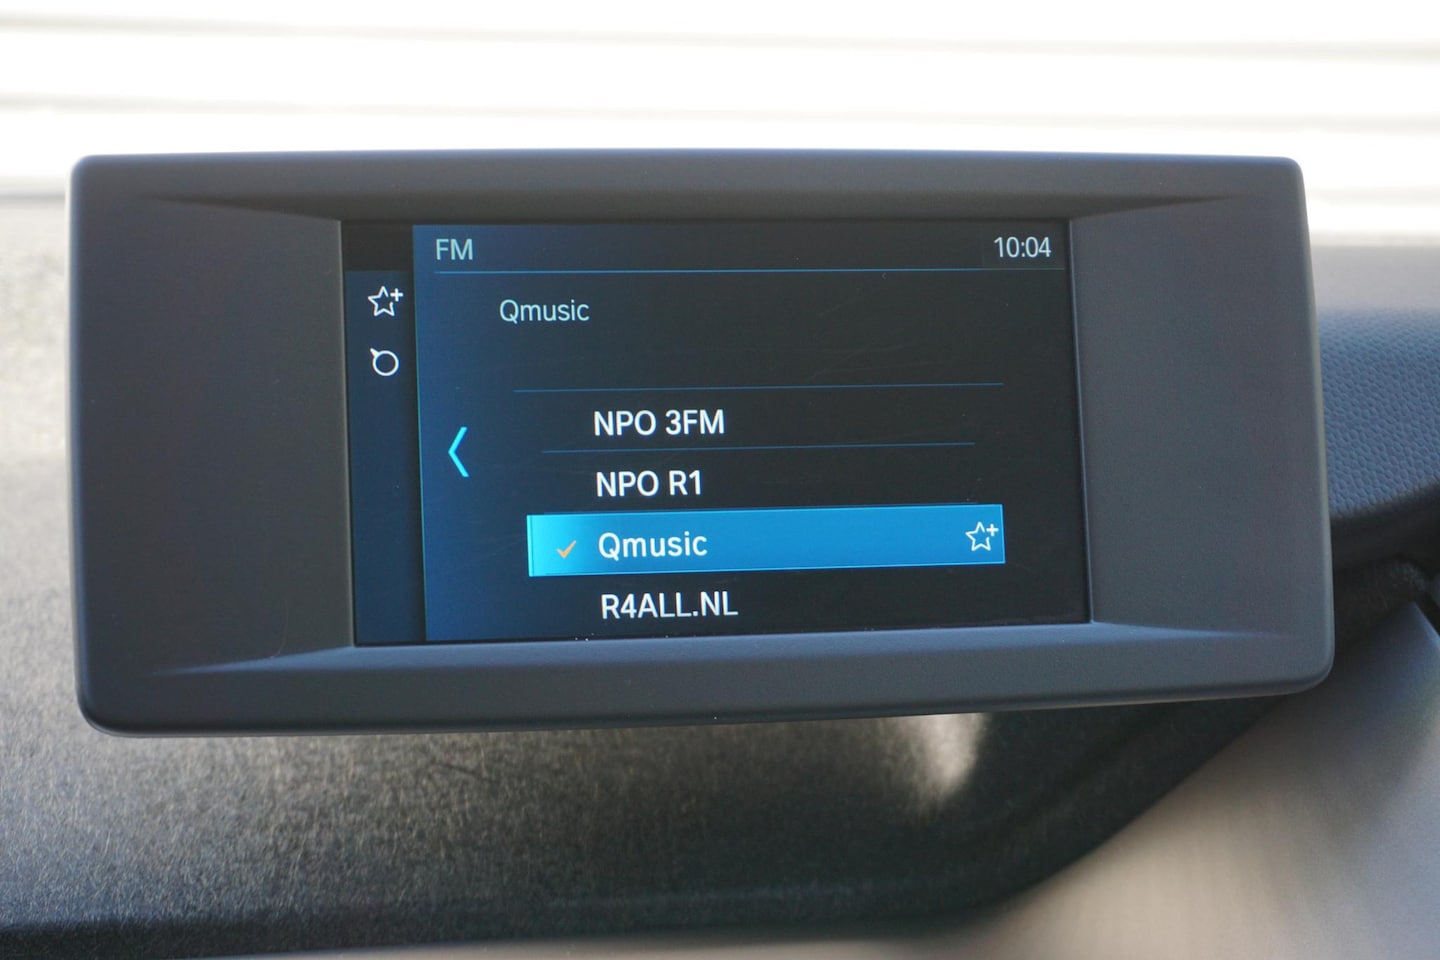 FM 10:04
Qmusic
NPO 3FM
NPO R1
Qmusic
R4ALL.NL